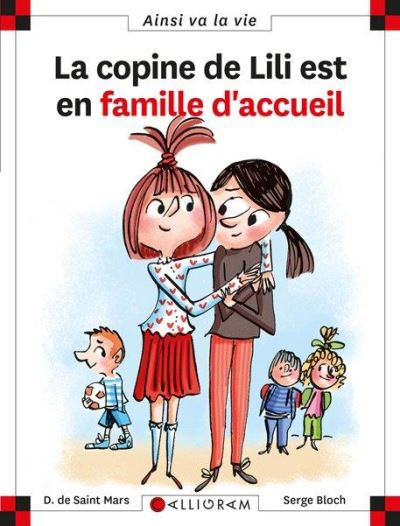 Ainsi va la vie
La copine de Lili est
en famille d'accueil
D. de Saint Mars
CALLIGRAM
Serge Bloch